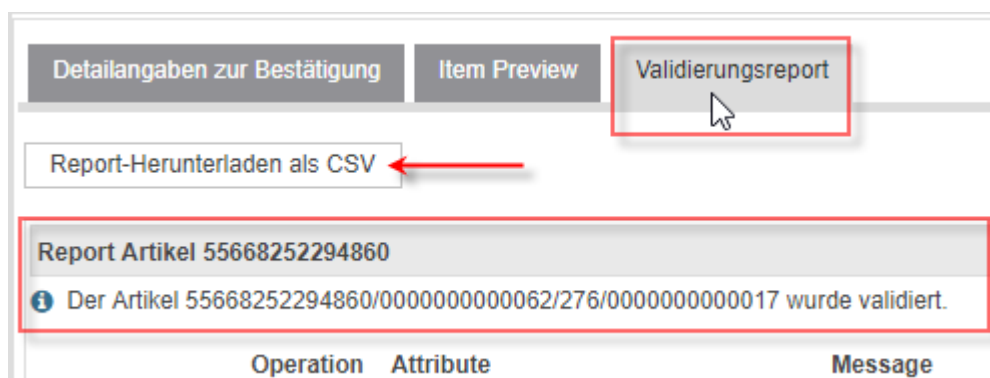 Detailangaben zur Bestätigung Item Preview Validierungsreport
Report-Herunterladen als CSV
Report Artikel 55668252294860
Der Artikel 55668252294860/0000000000062/276/0000000000017 wurde validiert.
Operation Attribute Message